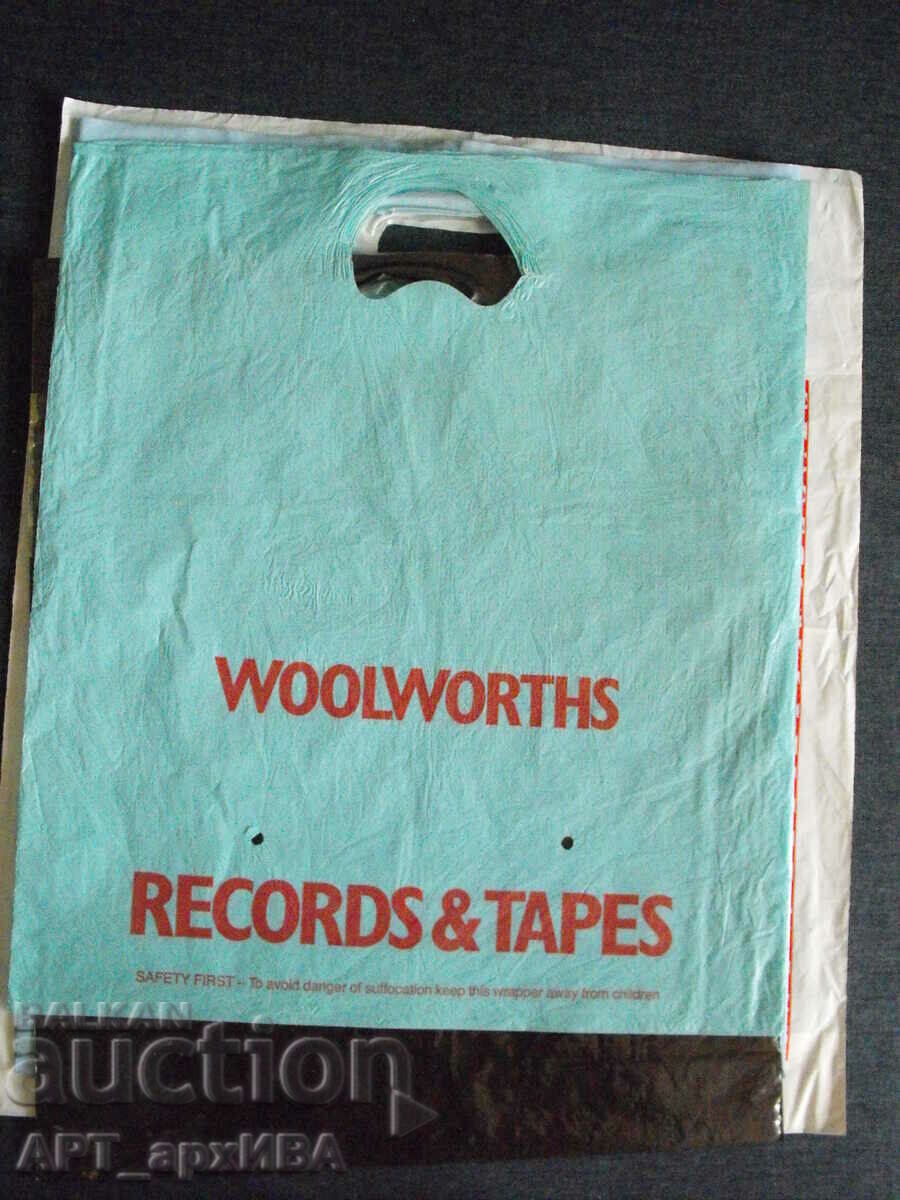 WOOLWORTHS
RECORDS & TAPES
SAFETY FIRST – To avoid danger of suffocation keep this wrapper away from children
BALKAN
auction
АРТ_архИВА